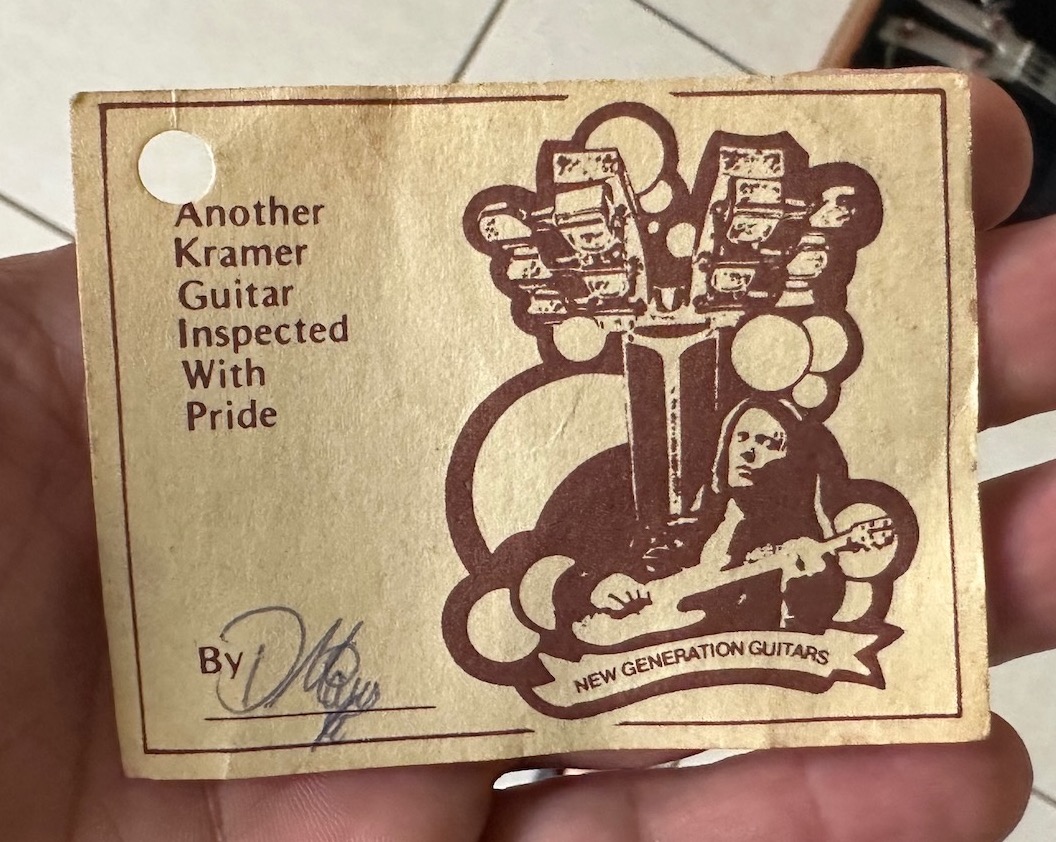 Another
Kramer
Guitar
Inspected
With
Pride
By
NEW GENERATION GUITARS